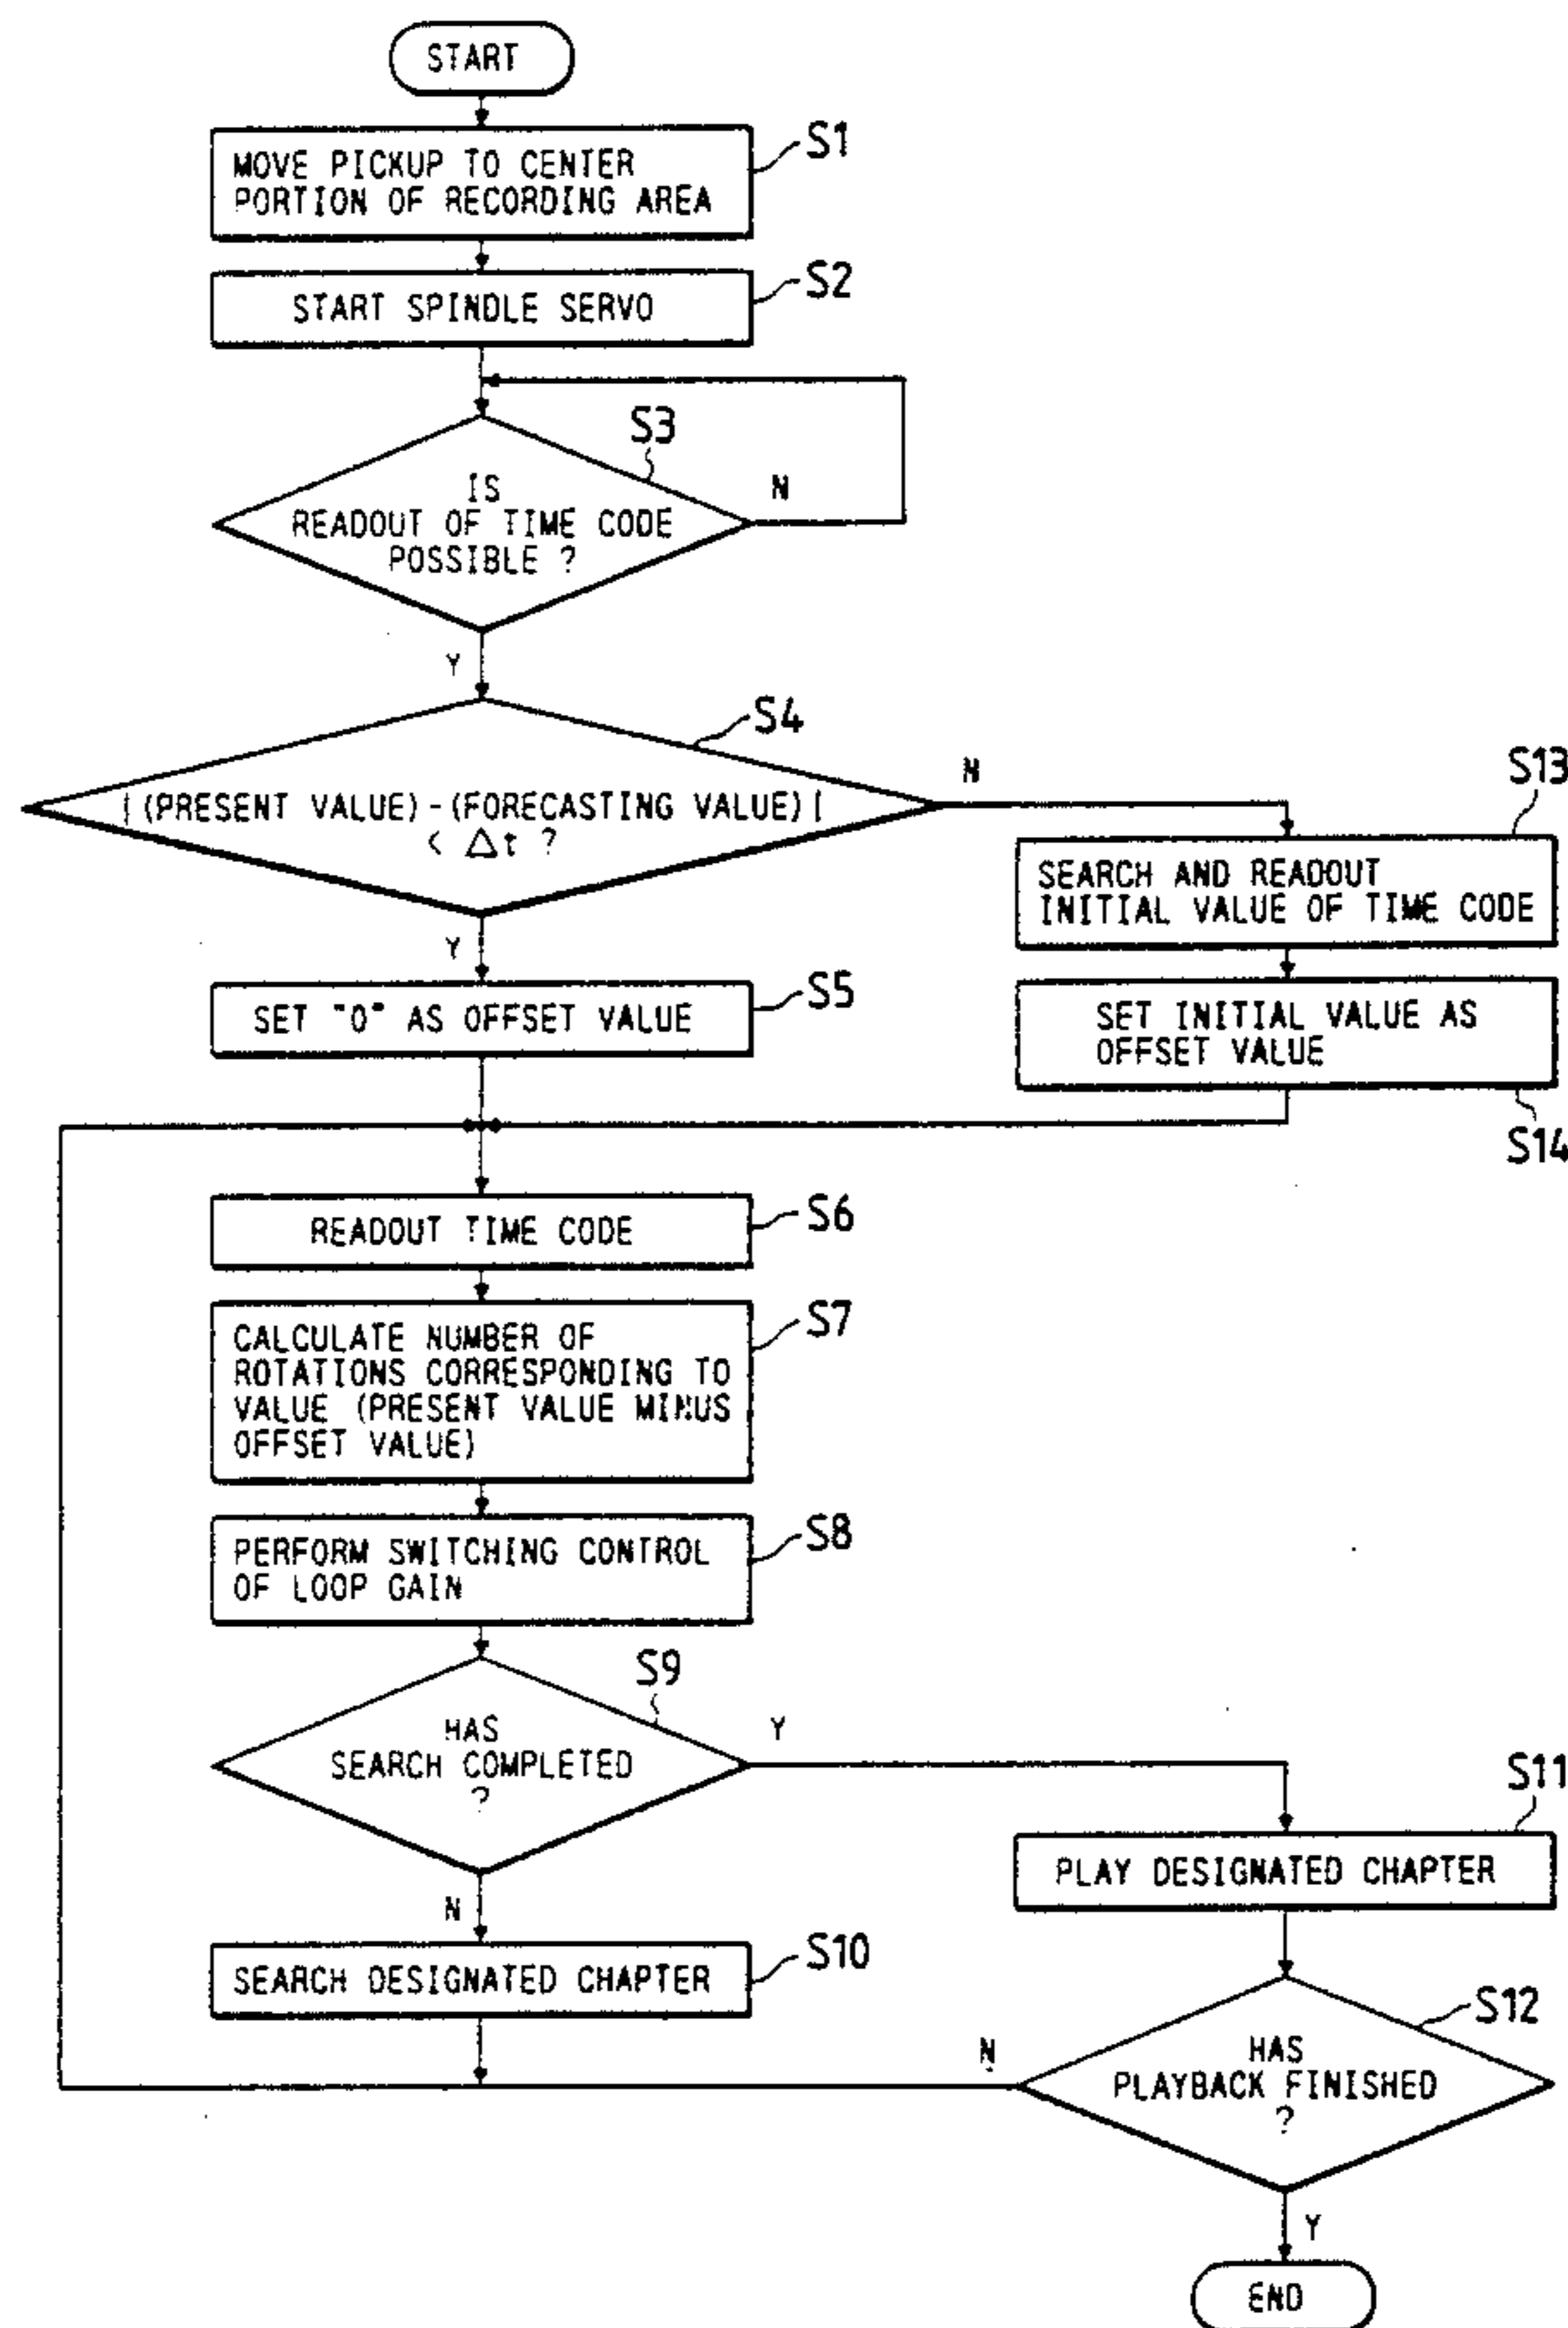 START
S1
MOVE PICKUP TO CENTER
PORTION OF RECORDING AREA
S2
START SPINDLE SERVO
S3
IS
READOUT OF TIME CODE
POSSIBLE ?
N
Y
S4
|(PRESENT VALUE)-(FORECASTING VALUE)|
< Δt ?
N
Y
S13
SEARCH AND READOUT
INITIAL VALUE OF TIME CODE
S5
SET "0" AS OFFSET VALUE
SET INITIAL VALUE AS
OFFSET VALUE
S14
S6
READOUT TIME CODE
S7
CALCULATE NUMBER OF
ROTATIONS CORRESPONDING TO
VALUE (PRESENT VALUE MINUS
OFFSET VALUE)
S8
PERFORM SWITCHING CONTROL
OF LOOP GAIN
S9
HAS
SEARCH COMPLETED
?
Y
N
S11
PLAY DESIGNATED CHAPTER
S10
SEARCH DESIGNATED CHAPTER
S12
HAS
PLAYBACK FINISHED
?
N
Y
END